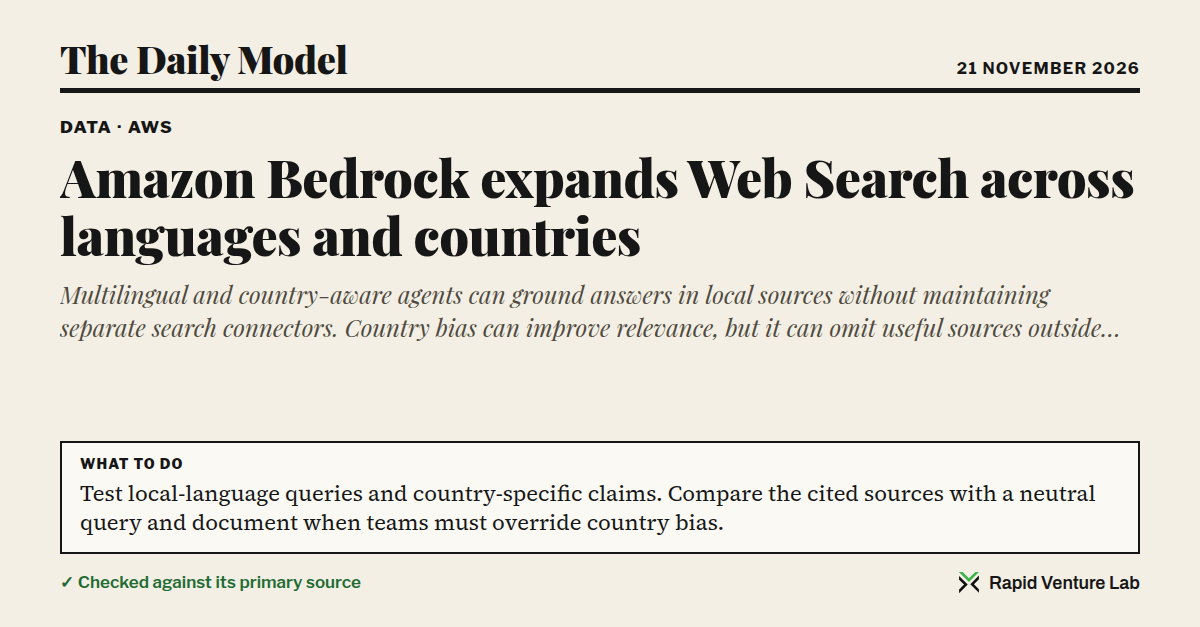 The Daily Model
21 NOVEMBER 2026
DATA · AWS
Amazon Bedrock expands Web Search across
languages and countries
Multilingual and country-aware agents can ground answers in local sources without maintaining
separate search connectors. Country bias can improve relevance, but it can omit useful sources outside...
WHAT TO DO
Test local-language queries and country-specific claims. Compare the cited sources with a neutral
query and document when teams must override country bias.
✓ Checked against its primary source
Rapid Venture Lab